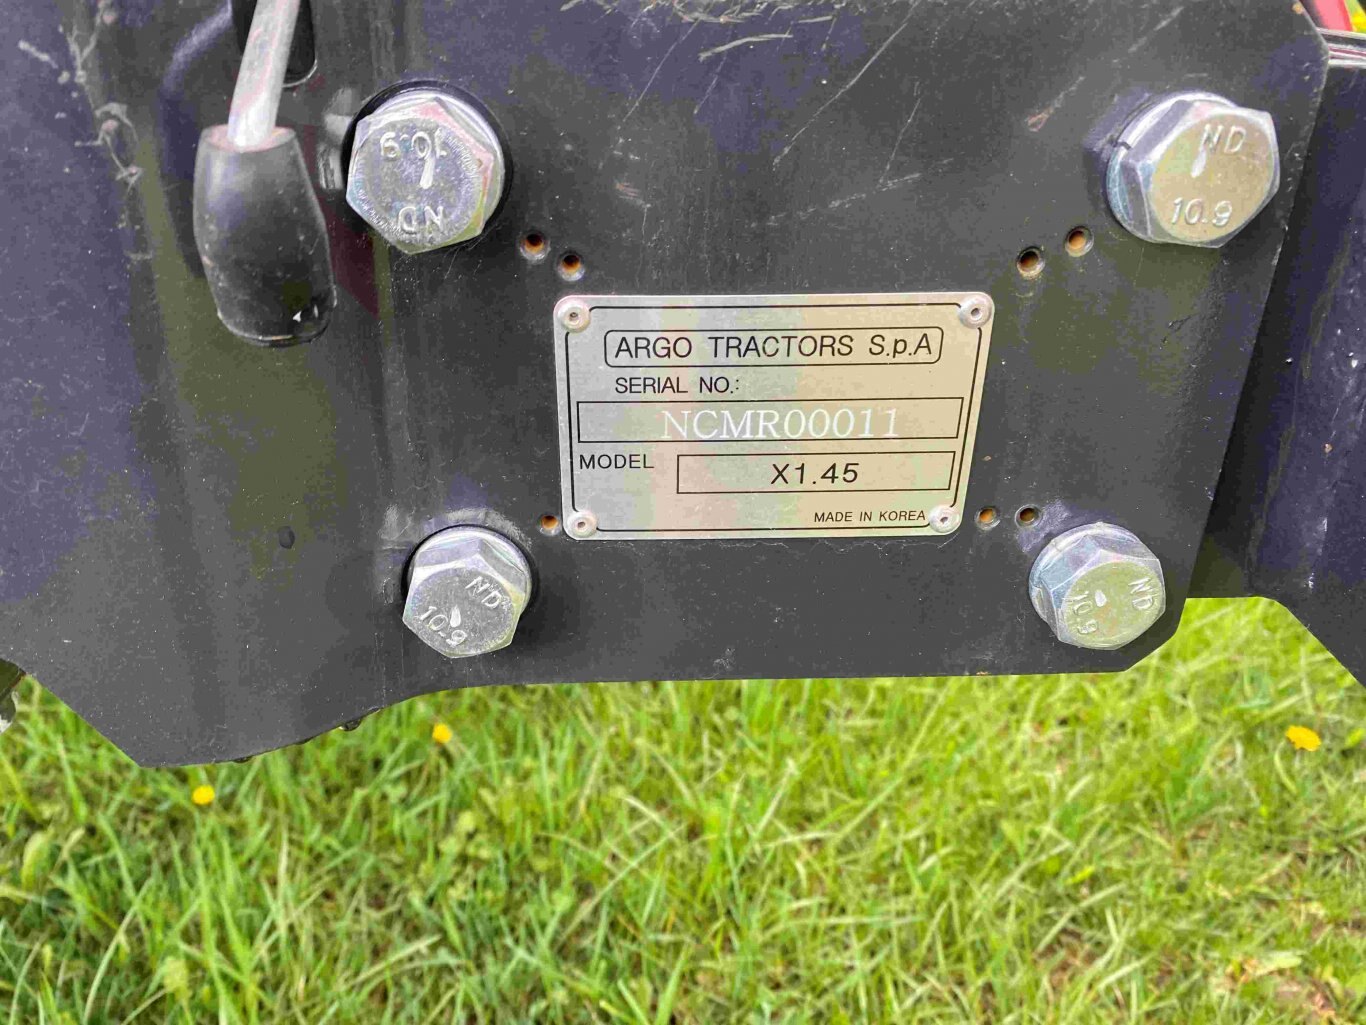 10.9
ND
ND
10.9
ARGO TRACTORS S.p.A
SERIAL NO.:
NCMR00011
MODEL
X1.45
MADE IN KOREA
ND
10.9
ND
10.9